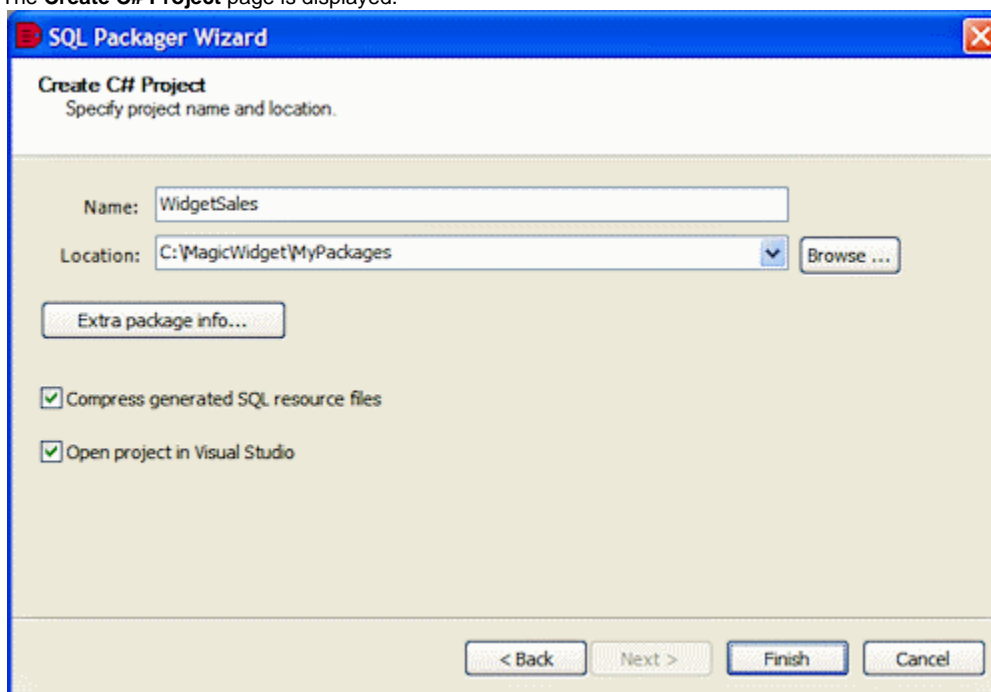 The Create C# Project page is displayed.
SQL Packager Wizard
Create C# Project
Specify project name and location.
Name: WidgetSales
Location: C:\MagicWidget\MyPackages Browse ...
Extra package info...
Compress generated SQL resource files
Open project in Visual Studio
< Back Next > Finish Cancel